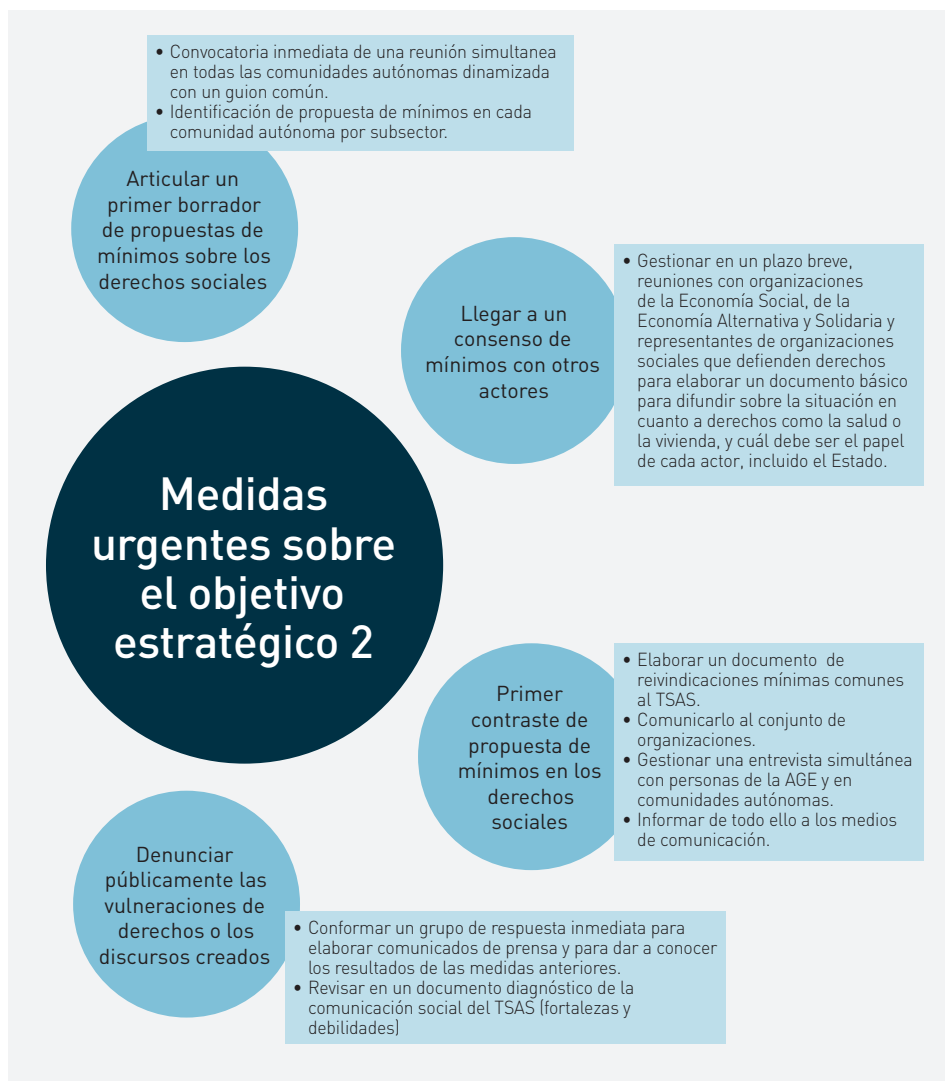 • Convocatoria inmediata de una reunión simultanea
en todas las comunidades autónomas dinamizada
con un guion común.
• Identificación de propuesta de mínimos en cada
comunidad autónoma por subsector.
Articular un
primer borrador
de propuestas de
mínimos sobre los
derechos sociales
Llegar a un
consenso de
mínimos con otros
actores
• Gestionar en un plazo breve,
reuniones con organizaciones
de la Economía Social, de la
Economía Alternativa y Solidaria y
representantes de organizaciones
sociales que defienden derechos
para elaborar un documento básico
para difundir sobre la situación en
cuanto a derechos como la salud o
la vivienda, y cuál debe ser el papel
de cada actor, incluido el Estado.
Medidas
urgentes sobre
el objetivo
estratégico 2
Primer
contraste de
propuesta de
mínimos en los
derechos
sociales
• Elaborar un documento de
reivindicaciones mínimas comunes
al TSAS.
• Comunicarlo al conjunto de
organizaciones.
• Gestionar una entrevista simultánea
con personas de la AGE y en
comunidades autónomas.
• Informar de todo ello a los medios
de comunicación.
Denunciar
públicamente las
vulneraciones de
derechos o los
discursos creados
• Conformar un grupo de respuesta inmediata para
elaborar comunicados de prensa y para dar a conocer
los resultados de las medidas anteriores.
• Revisar en un documento diagnóstico de la
comunicación social del TSAS (fortalezas y
debilidades)